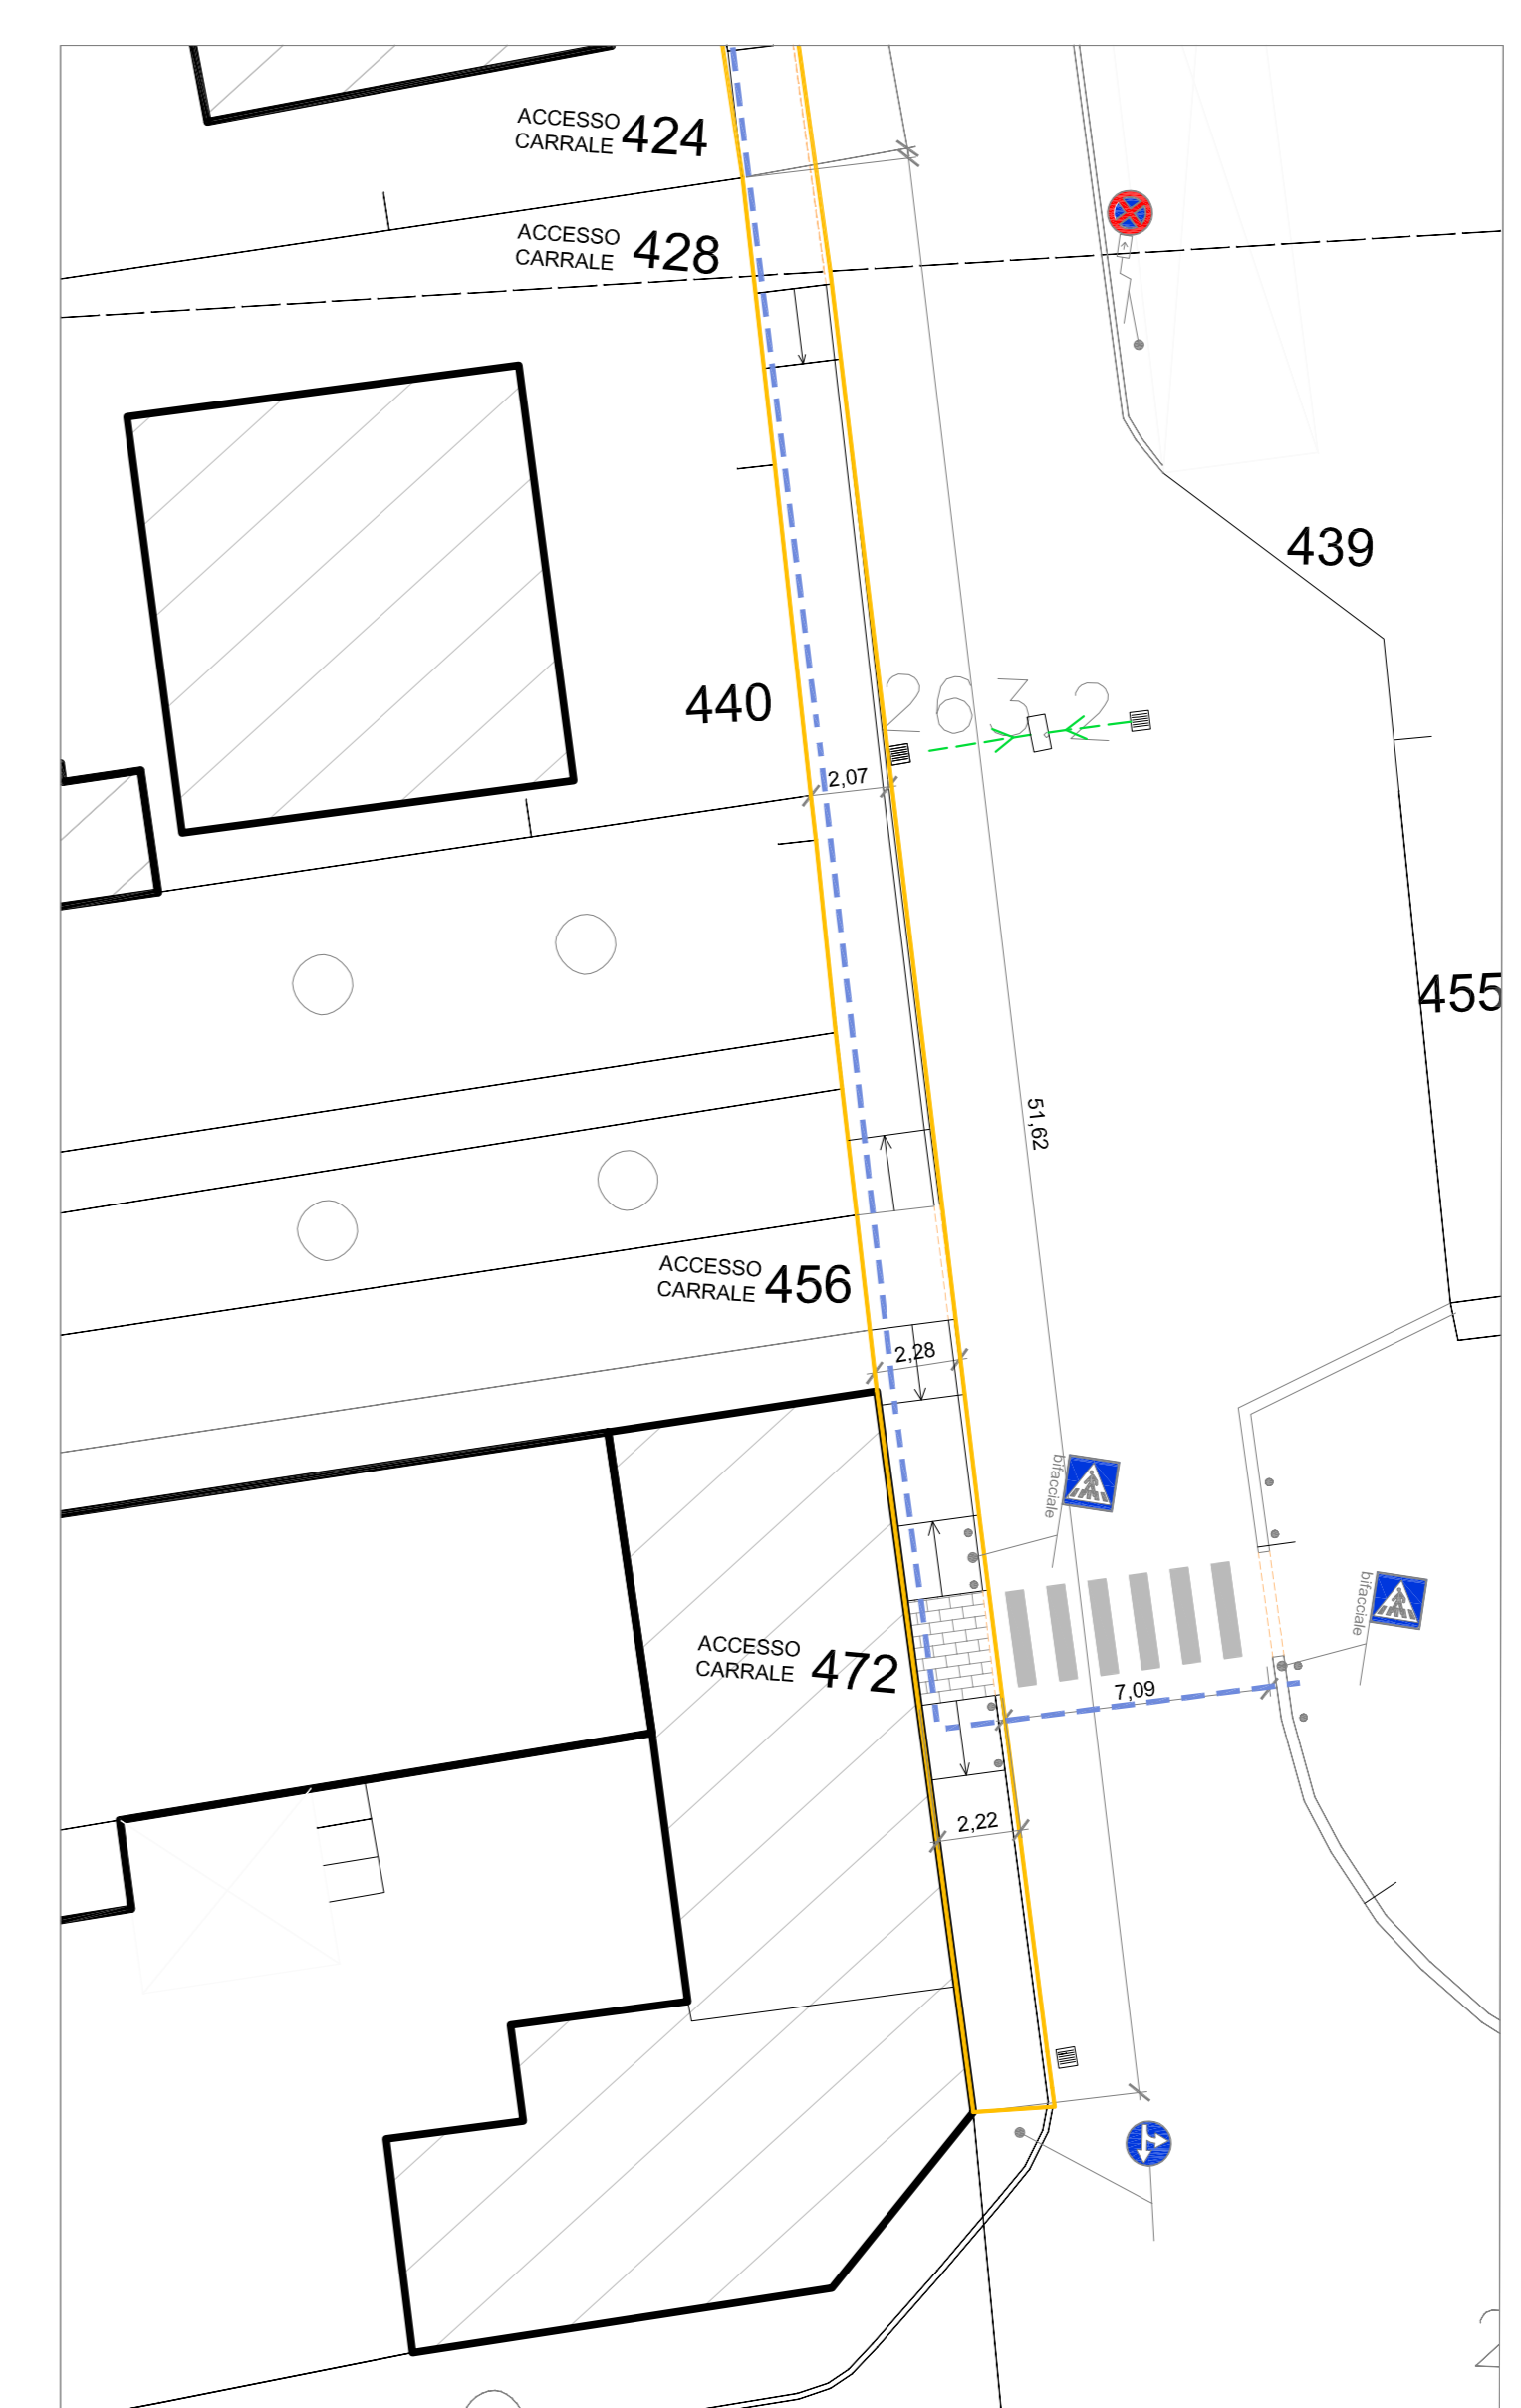 ACCESSO
CARRALE 424
ACCESSO
CARRALE 428
439
2632
440
2,07
455
51,62
ACCESSO
CARRALE 456
2,28
bifacciale
bifacciale
ACCESSO
CARRALE 472
7,09
2,22